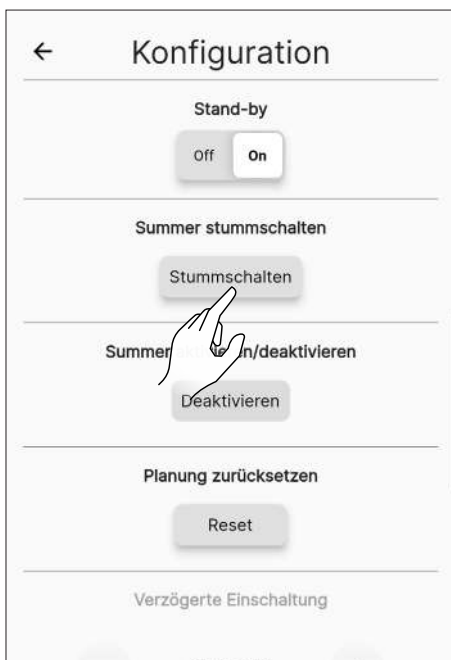 Konfiguration
Stand-by
Off On
Summer stummschalten
Stummschalten
Summer /deaktivieren
Deaktivieren
Planung zurücksetzen
Reset
Verzögerte Einschaltung